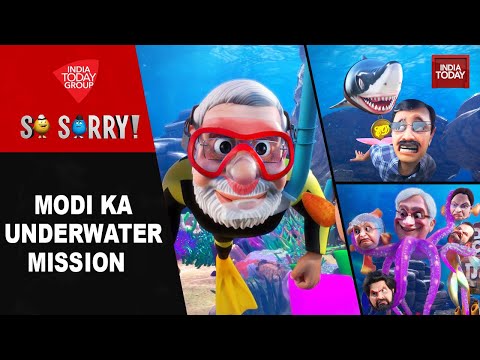 INDIA
TODAY
GROUP
SO SORRY!
MODI KA
UNDERWATER
MISSION
INDIA
TODAY